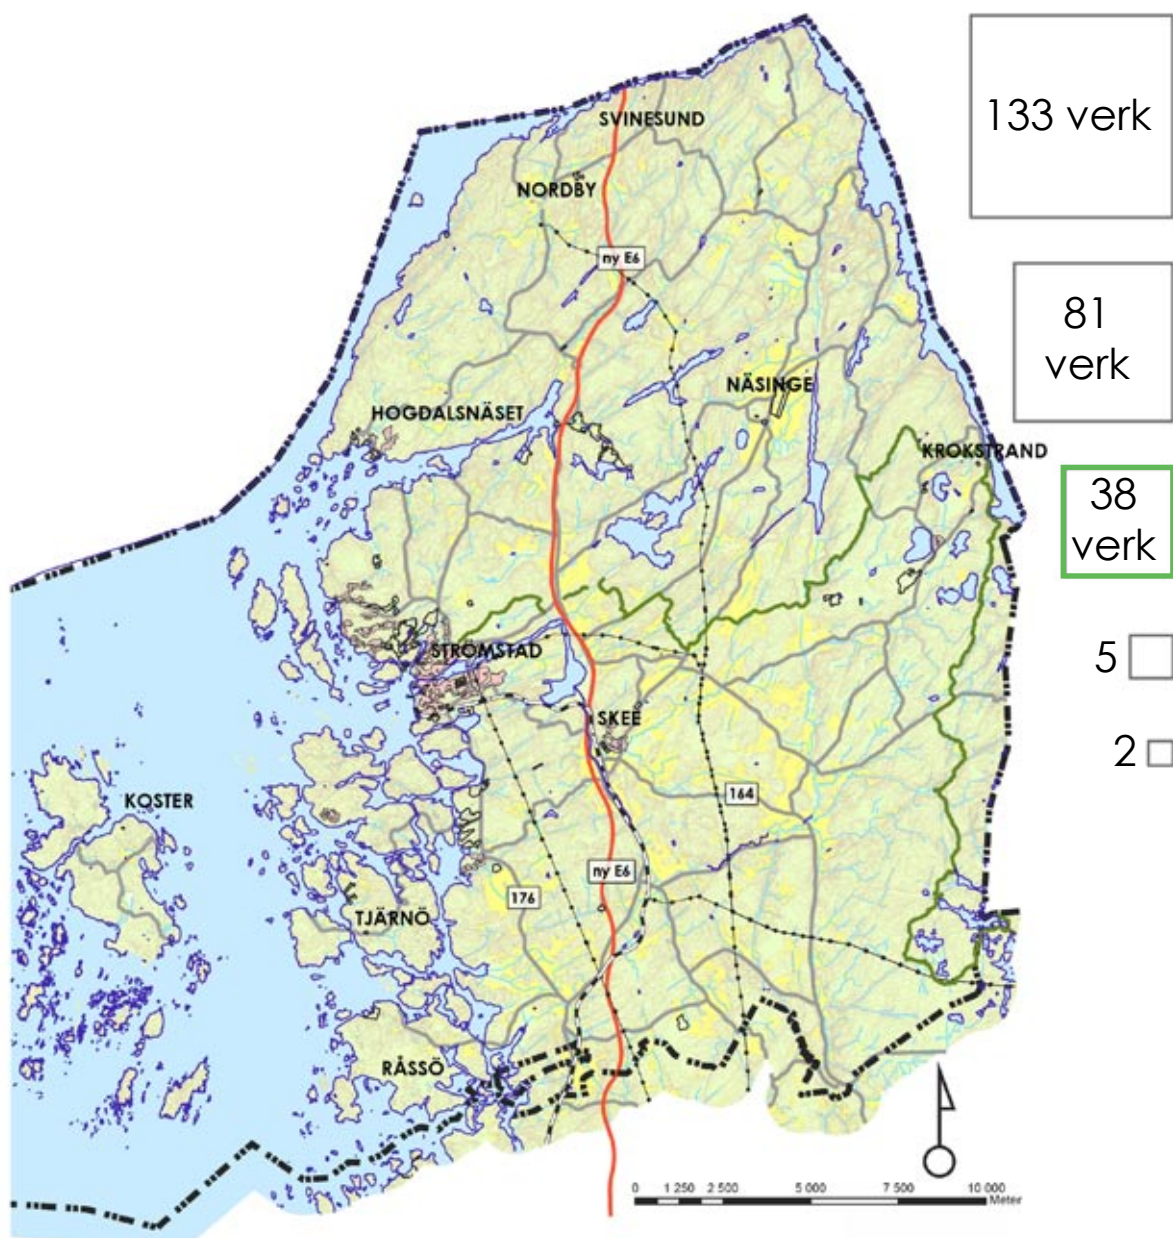 133 verk
SVINESUND
NORDBY
ny E6
81
verk
NÄSINGE
HOGDALSNÄSET
KROKSTRAND
38
verk
STRÖMSTAD
5
SKEE
2
KOSTER
164
ny E6
176
TJÄRNÖ
RÅSSÖ
0 1 250 2 500 5 000 7 500 10 000
Meter